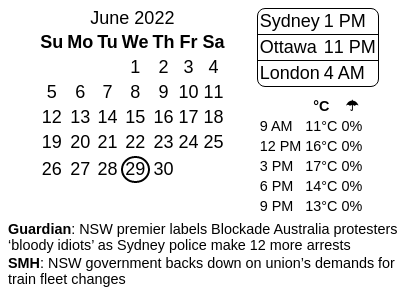 June 2022
Su Mo Tu We Th Fr Sa
1 2 3 4
5 6 7 8 9 10 11
12 13 14 15 16 17 18
19 20 21 22 23 24 25
26 27 28 29 30
Sydney 1 PM
Ottawa 11 PM
London 4 AM
°C ☂
9 AM 11°C 0%
12 PM 16°C 0%
3 PM 17°C 0%
6 PM 14°C 0%
9 PM 13°C 0%
Guardian: NSW premier labels Blockade Australia protesters
‘bloody idiots’ as Sydney police make 12 more arrests
SMH: NSW government backs down on union’s demands for
train fleet changes